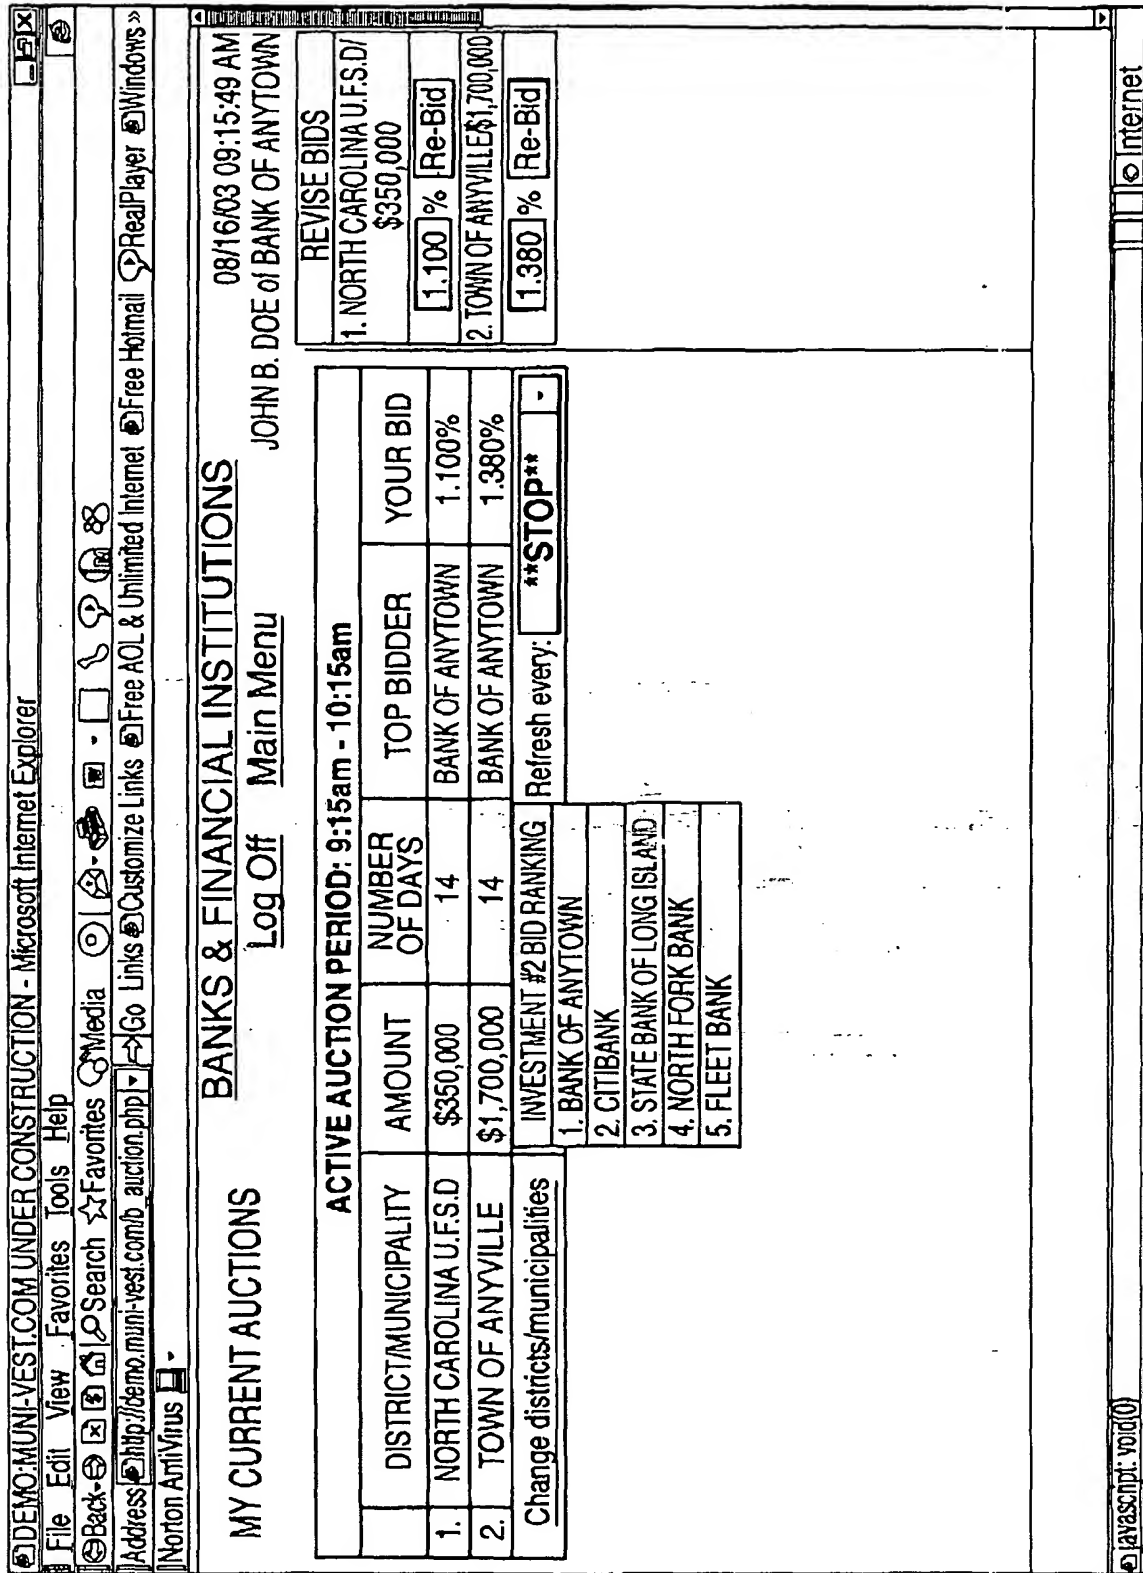 DEMO:MUNI-VEST.COM UNDER CONSTRUCTION - Microsoft Internet Explorer
File Edit View Favorites Tools Help
Back Search Favorites Media
Address http://demo.muni-vest.com/b_auction.php Go Links Customize Links Free AOL & Unlimited Internet Free Hotmail RealPlayer Windows »
Norton AntiVirus
BANKS & FINANCIAL INSTITUTIONS
08/16/03 09:15:49 AM
MY CURRENT AUCTIONS Log Off Main Menu JOHN B. DOE of BANK OF ANYTOWN
ACTIVE AUCTION PERIOD: 9:15am - 10:15am
DISTRICT/MUNICIPALITY AMOUNT NUMBER OF DAYS TOP BIDDER YOUR BID
1. NORTH CAROLINA U.F.S.D $350,000 14 BANK OF ANYTOWN 1.100%
2. TOWN OF ANYVILLE $1,700,000 14 BANK OF ANYTOWN 1.380%
Change districts/municipalities
INVESTMENT #2 BID RANKING
1. BANK OF ANYTOWN
2. CITIBANK
3. STATE BANK OF LONG ISLAND
4. NORTH FORK BANK
5. FLEET BANK
Refresh every: **STOP**
REVISE BIDS
1. NORTH CAROLINA U.F.S.D/
$350,000
1.100 % Re-Bid
2. TOWN OF ANYVILLE/$1,700,000
1.380 % Re-Bid
javascript: void(0) Internet